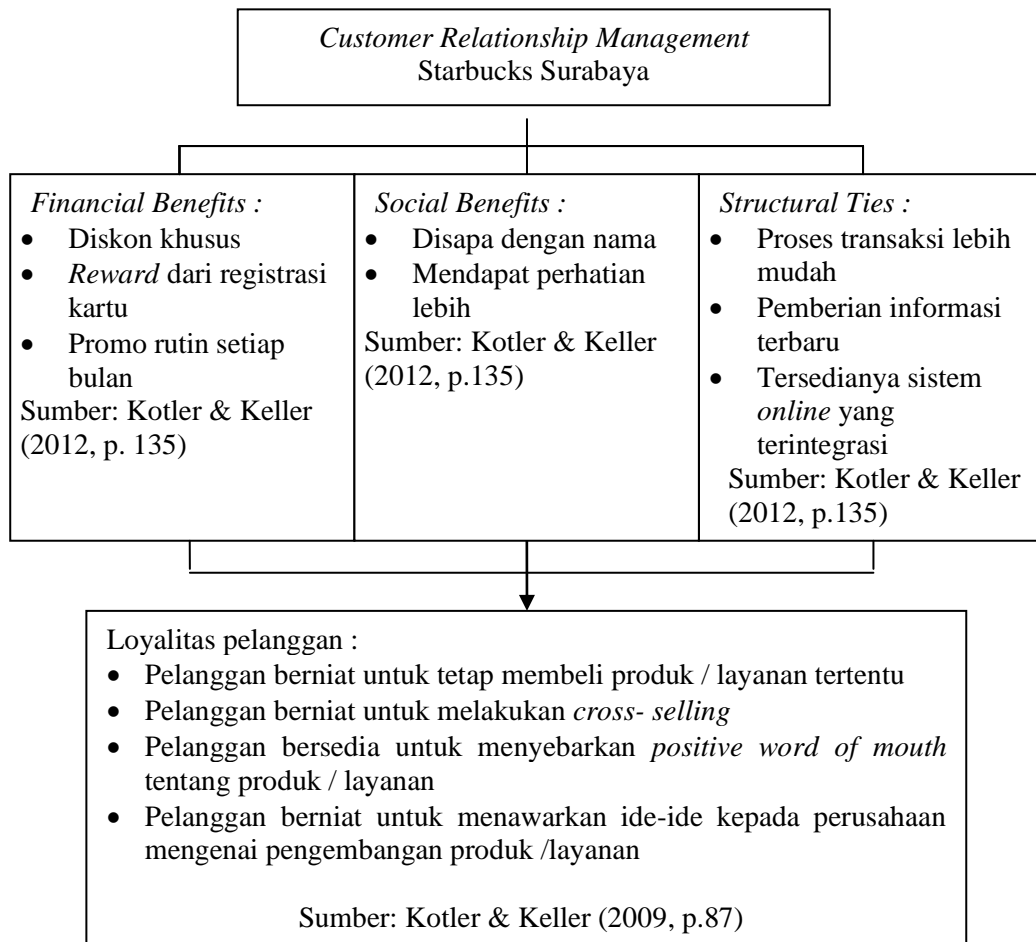 Customer Relationship Management
Starbucks Surabaya
Financial Benefits :
• Diskon khusus
• Reward dari registrasi
kartu
• Promo rutin setiap
bulan
Sumber: Kotler & Keller
(2012, p. 135)
Social Benefits :
• Disapa dengan nama
• Mendapat perhatian
lebih
Sumber: Kotler & Keller
(2012, p.135)
Structural Ties :
• Proses transaksi lebih
mudah
• Pemberian informasi
terbaru
• Tersedianya sistem
online yang
terintegrasi
Sumber: Kotler & Keller
(2012, p.135)
Loyalitas pelanggan :
• Pelanggan berniat untuk tetap membeli produk / layanan tertentu
• Pelanggan berniat untuk melakukan cross- selling
• Pelanggan bersedia untuk menyebarkan positive word of mouth
tentang produk / layanan
• Pelanggan berniat untuk menawarkan ide-ide kepada perusahaan
mengenai pengembangan produk /layanan
Sumber: Kotler & Keller (2009, p.87)